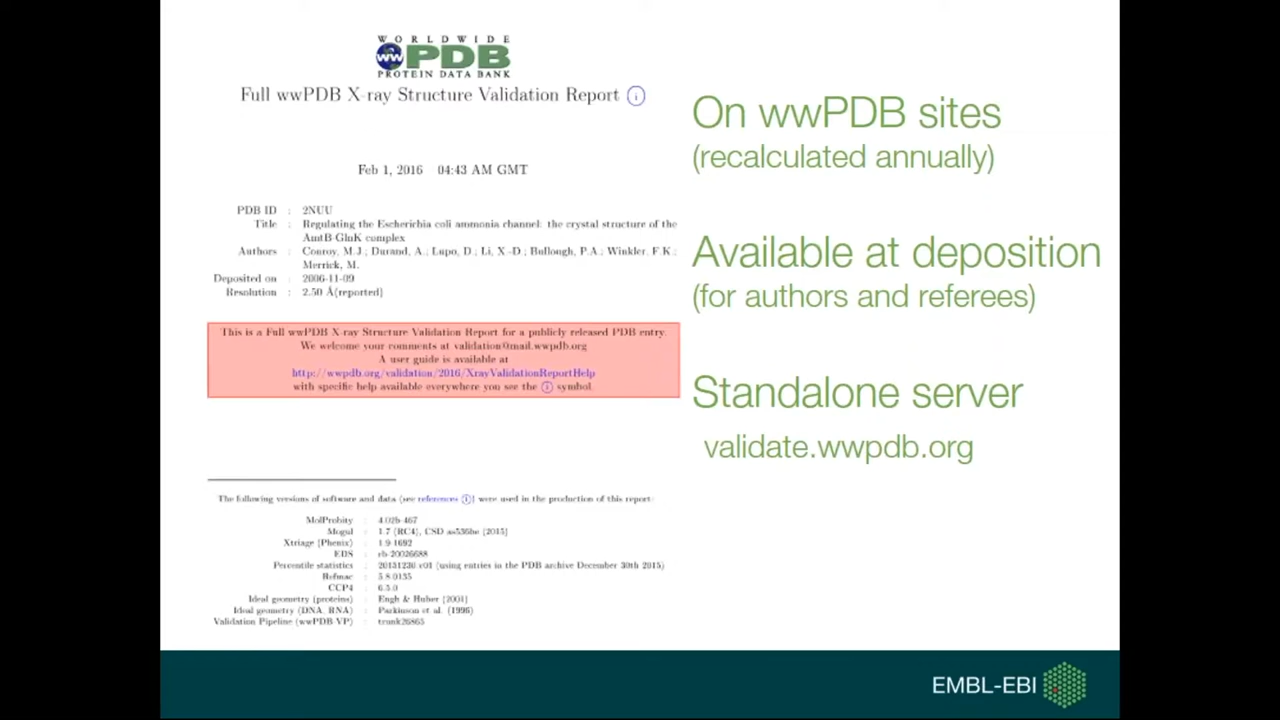 WORLDWIDE
wwPDB
PROTEIN DATA BANK
Full wwPDB X-ray Structure Validation Report i
Feb 1, 2016 04:43 AM GMT
PDB ID : 2NUU
Title : Regulating the Escherichia coli ammonia channel: the crystal structure of the
AmtB-GlnK complex
Authors : Conroy, M.J.; Durand, A.; Lupo, D.; Li, X.-D.; Bullough, P.A.; Winkler, F.K.;
Merrick, M.
Deposited on : 2006-11-09
Resolution : 2.50 Å(reported)
This is a Full wwPDB X-ray Structure Validation Report for a publicly released PDB entry.
We welcome your comments at validation@mail.wwpdb.org
A user guide is available at
http://wwpdb.org/validation/2016/XrayValidationReportHelp
with specific help available everywhere you see the i symbol.
The following versions of software and data (see references i) were used in the production of this report:
MolProbity : 4.02b-467
Mogul : 1.7 (RC4), CSD as536be (2015)
Xtriage (Phenix) : 1.9-1692
EDS : rb-20026688
Percentile statistics : 20151230.v01 (using entries in the PDB archive December 30th 2015)
Refmac : 5.8.0135
CCP4 : 6.5.0
Ideal geometry (proteins) : Engh & Huber (2001)
Ideal geometry (DNA, RNA) : Parkinson et al. (1996)
Validation Pipeline (wwPDB-VP) : trunk26865
On wwPDB sites
(recalculated annually)
Available at deposition
(for authors and referees)
Standalone server
validate.wwpdb.org
EMBL-EBI